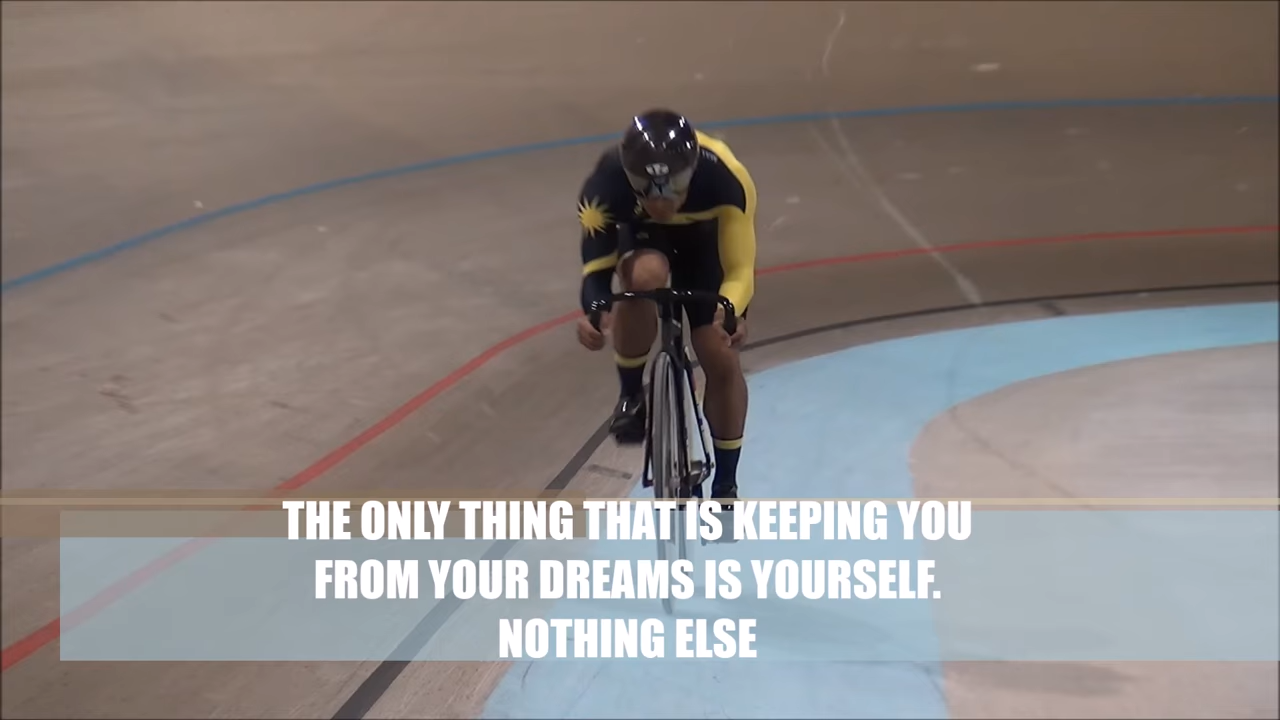 THE ONLY THING THAT IS KEEPING YOU
FROM YOUR DREAMS IS YOURSELF.
NOTHING ELSE